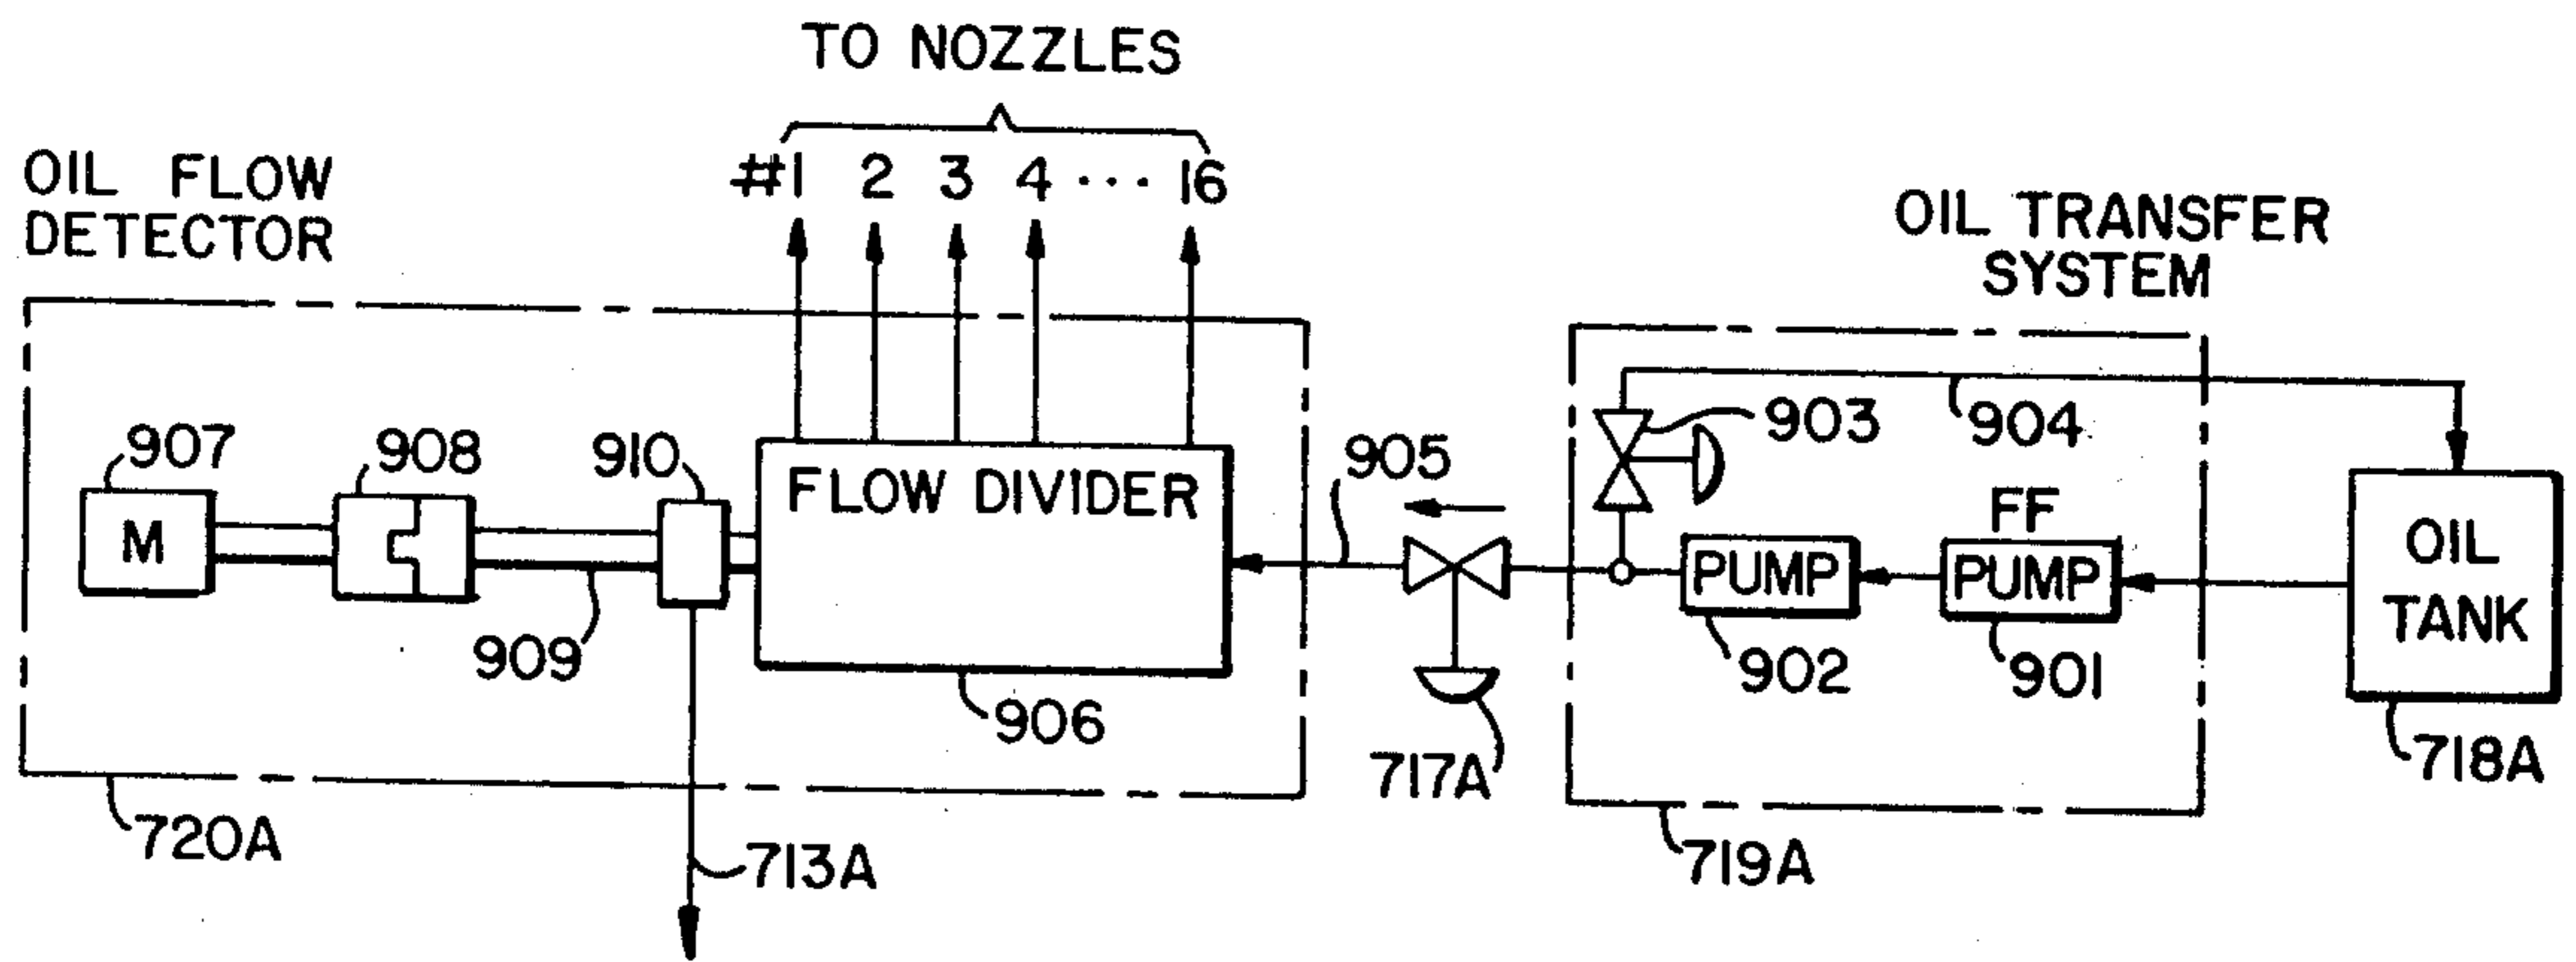 TO NOZZLES
#1 2 3 4 ... 16
OIL FLOW
DETECTOR
OIL TRANSFER
SYSTEM
907
908
910
FLOW DIVIDER
905
903
904
M
FF
PUMP
PUMP
OIL
TANK
909
906
902
901
717A
718A
720A
713A
719A